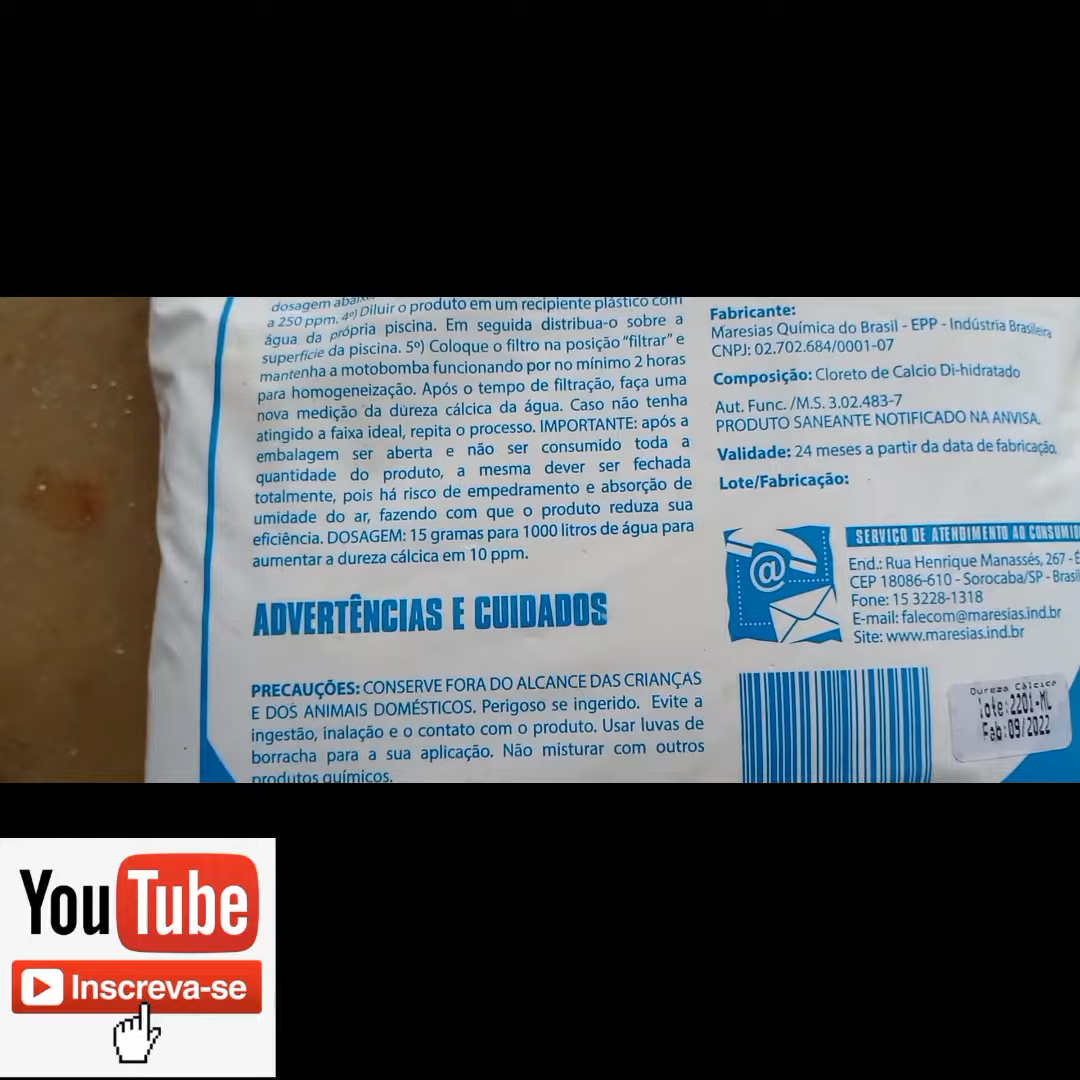 dosagem abaixo
a 250 ppm. 4º) Diluir o produto em um recipiente plástico com
água da própria piscina. Em seguida distribua-o sobre a
superfície da piscina. 5º) Coloque o filtro na posição "filtrar" e
mantenha a motobomba funcionando por no mínimo 2 horas
para homogeneização. Após o tempo de filtração, faça uma
nova medição da dureza cálcica da água. Caso não tenha
atingido a faixa ideal, repita o processo. IMPORTANTE: após a
embalagem ser aberta e não ser consumido toda a
quantidade do produto, a mesma dever ser fechada
totalmente, pois há risco de empedramento e absorção de
umidade do ar, fazendo com que o produto reduza sua
eficiência. DOSAGEM: 15 gramas para 1000 litros de água para
aumentar a dureza cálcica em 10 ppm.
ADVERTÊNCIAS E CUIDADOS
PRECAUÇÕES: CONSERVE FORA DO ALCANCE DAS CRIANÇAS
E DOS ANIMAIS DOMÉSTICOS. Perigoso se ingerido. Evite a
ingestão, inalação e o contato com o produto. Usar luvas de
borracha para a sua aplicação. Não misturar com outros
produtos químicos.
Fabricante:
Maresias Química do Brasil - EPP - Indústria Brasileira
CNPJ: 02.702.684/0001-07
Composição: Cloreto de Calcio Di-hidratado
Aut. Func. /M.S. 3.02.483-7
PRODUTO SANEANTE NOTIFICADO NA ANVISA.
Validade: 24 meses a partir da data de fabricação.
Lote/Fabricação:
@
SERVIÇO DE ATENDIMENTO AO
End.: Rua Henrique Manassés, 267 -
CEP 18086-610 - Sorocaba/SP - Brasil
Fone: 15 3228-1318
E-mail: falecom@maresias.ind.br
Site: www.maresias.ind.br
Dureza Cálcica
lote:2201-ML
Fab:09/2022
YouTube
Inscreva-se